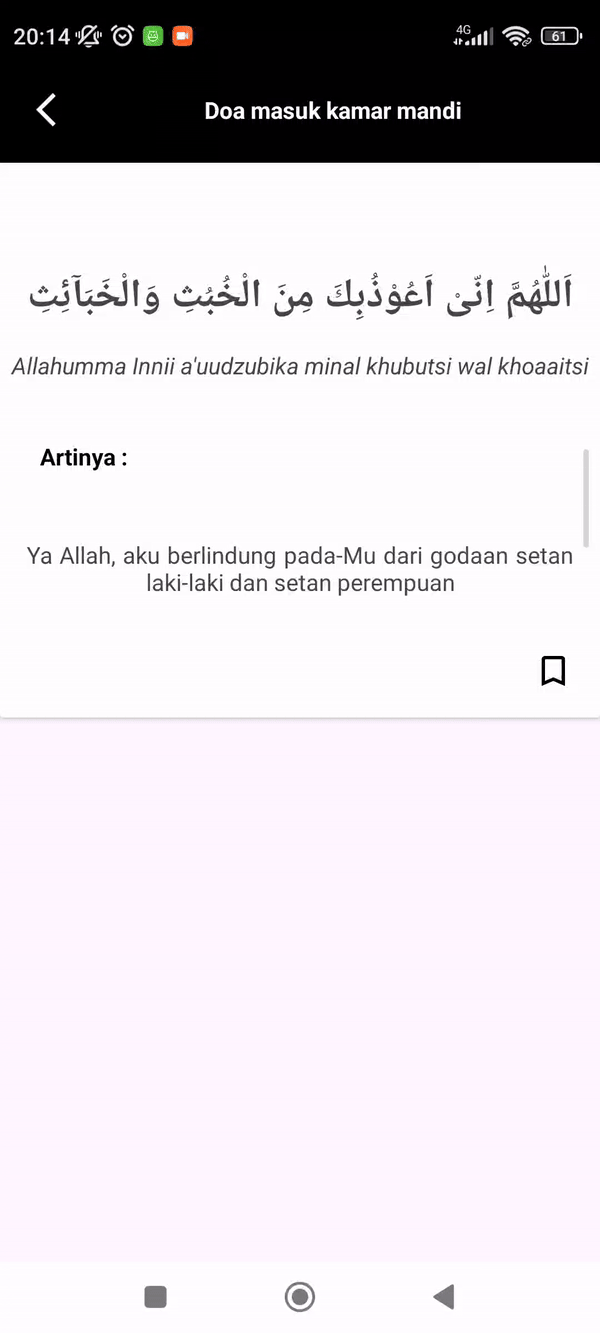 20:14
4G
61
Doa masuk kamar mandi
اَللّٰهُمَّ اِنِّىْ اَعُوْذُبِكَ مِنَ الْخُبُثِ وَالْخَبَآئِثِ
Allahumma Innii a'uudzubika minal khubutsi wal khoaaitsi
Artinya :
Ya Allah, aku berlindung pada-Mu dari godaan setan
laki-laki dan setan perempuan